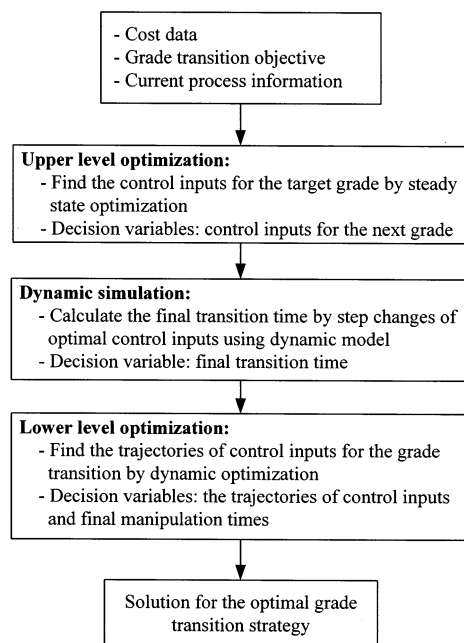 - Cost data
- Grade transition objective
- Current process information
Upper level optimization:
- Find the control inputs for the target grade by steady
state optimization
- Decision variables: control inputs for the next grade
Dynamic simulation:
- Calculate the final transition time by step changes of
optimal control inputs using dynamic model
- Decision variable: final transition time
Lower level optimization:
- Find the trajectories of control inputs for the grade
transition by dynamic optimization
- Decision variables: the trajectories of control inputs
and final manipulation times
Solution for the optimal grade
transition strategy